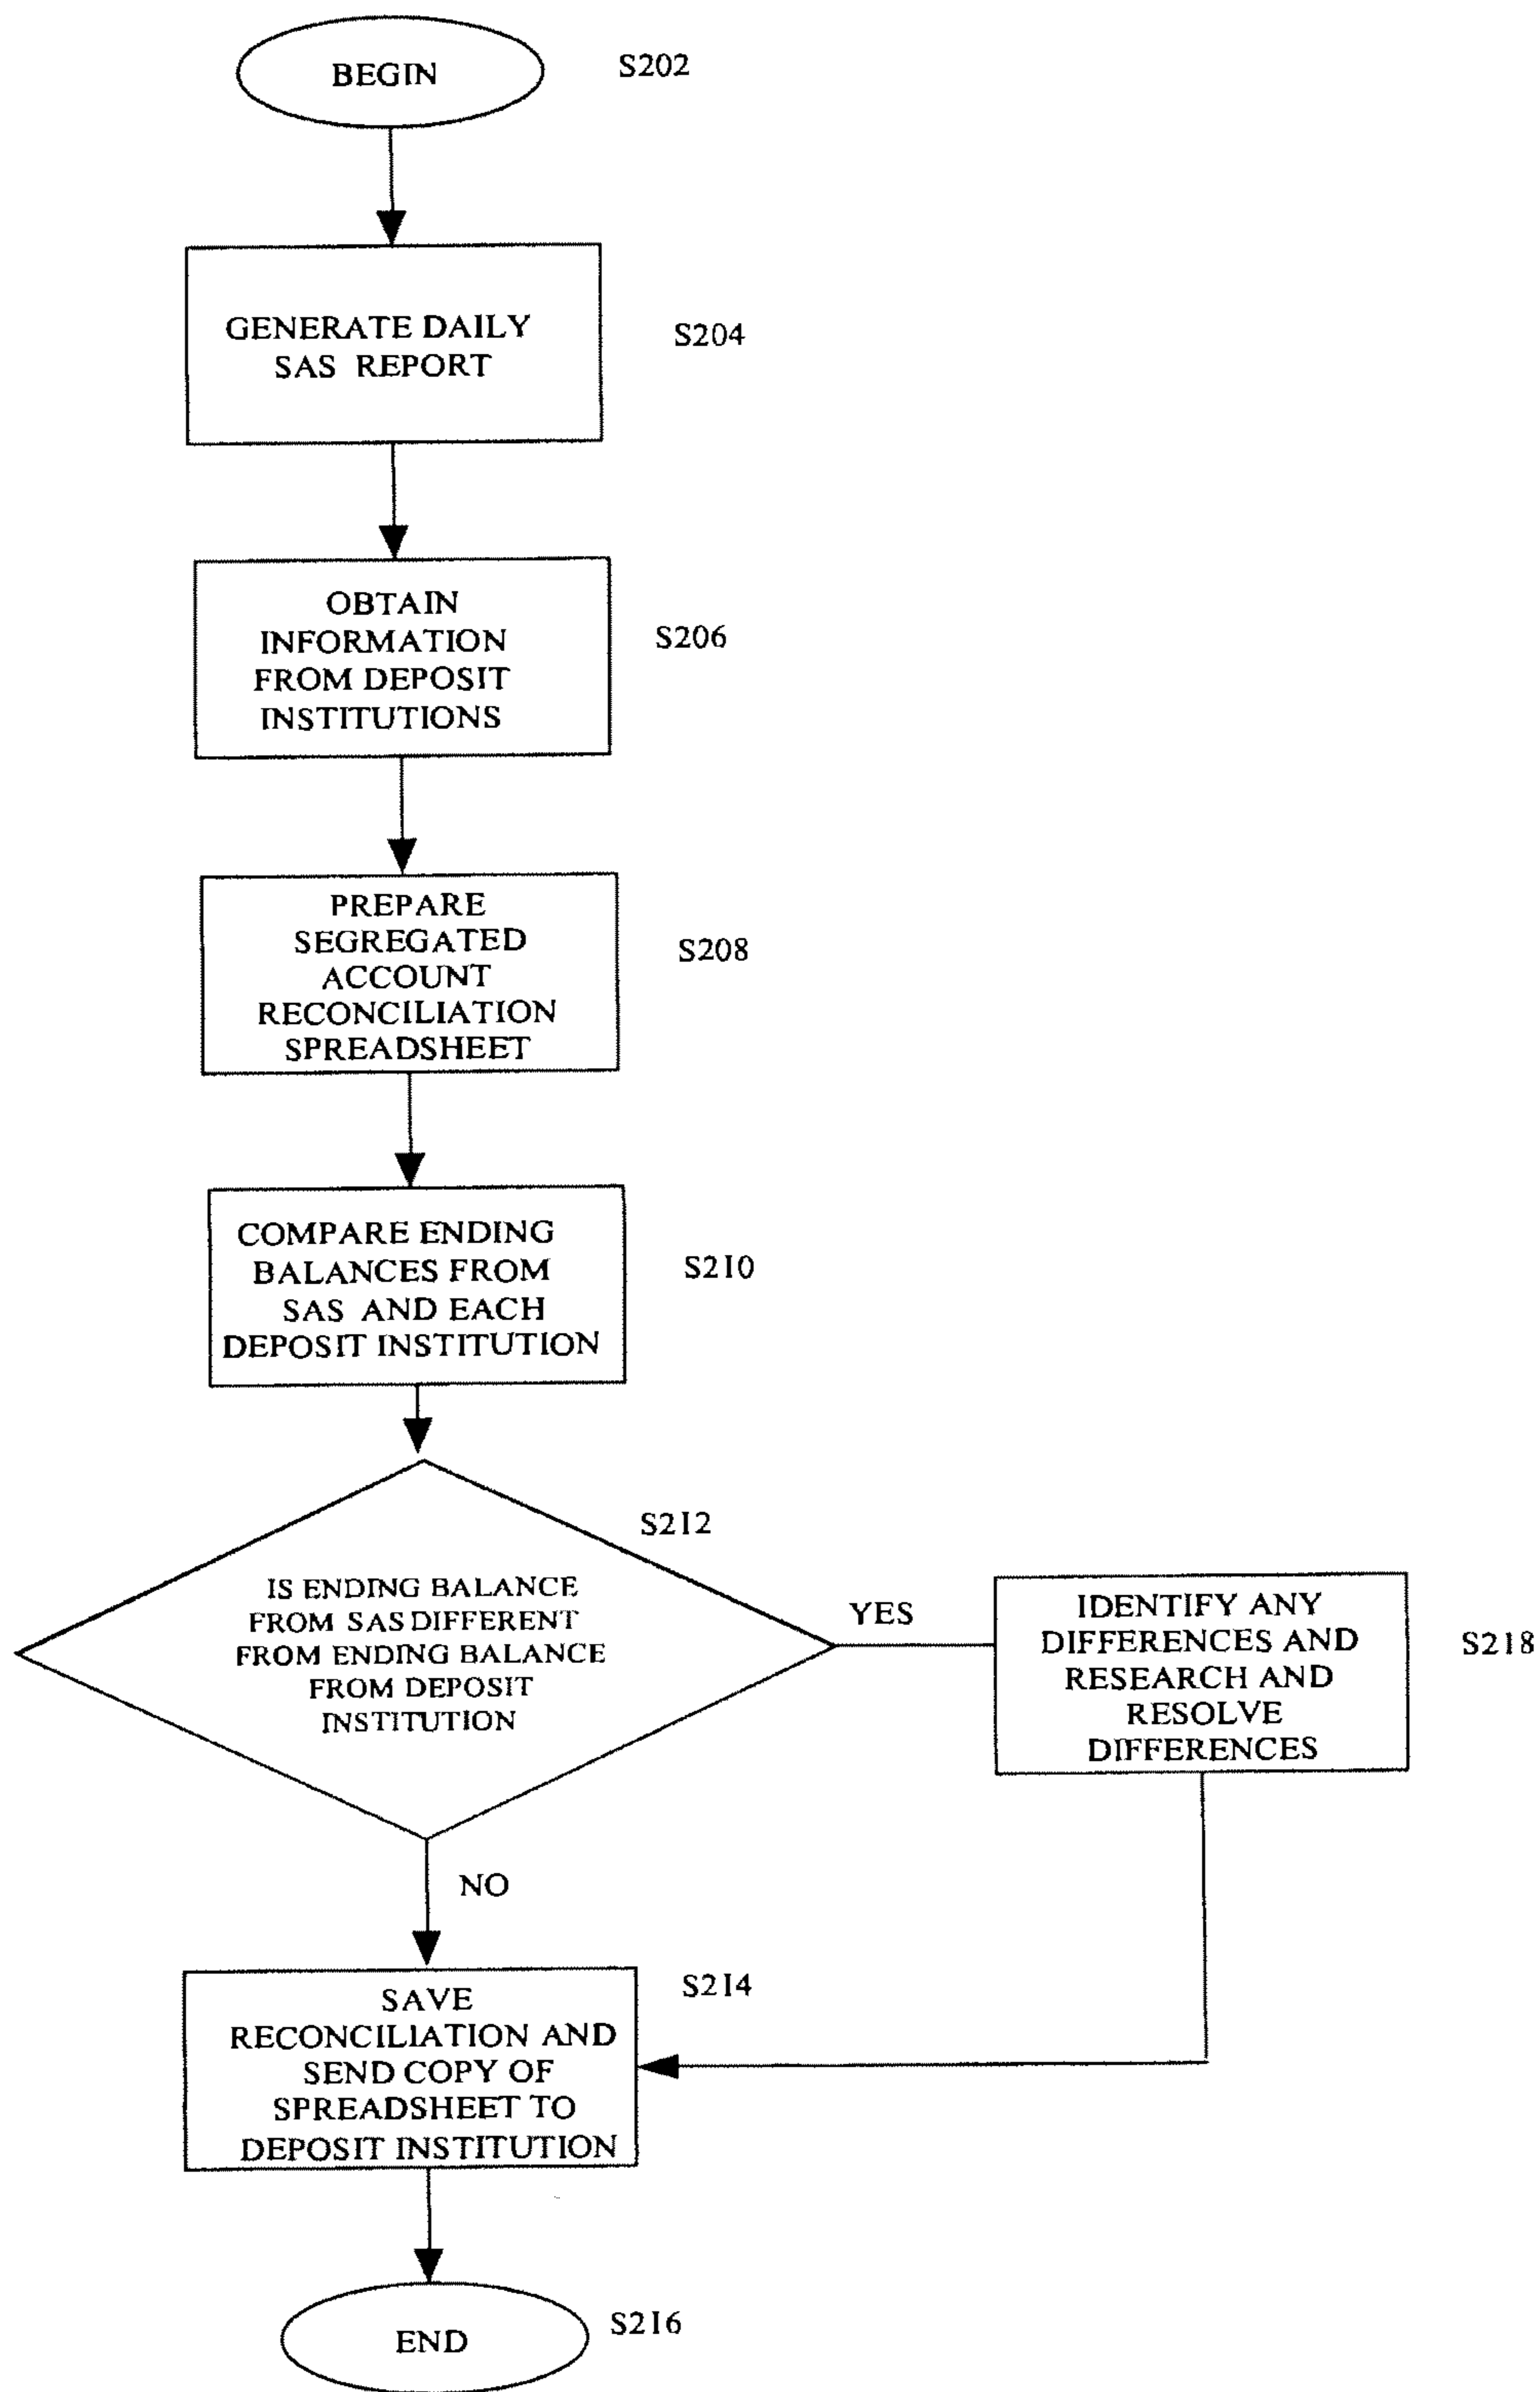 BEGIN
S202
GENERATE DAILY
SAS REPORT
S204
OBTAIN
INFORMATION
FROM DEPOSIT
INSTITUTIONS
S206
PREPARE
SEGREGATED
ACCOUNT
RECONCILIATION
SPREADSHEET
S208
COMPARE ENDING
BALANCES FROM
SAS AND EACH
DEPOSIT INSTITUTION
S210
S212
IS ENDING BALANCE
FROM SAS DIFFERENT
FROM ENDING BALANCE
FROM DEPOSIT
INSTITUTION
YES
IDENTIFY ANY
DIFFERENCES AND
RESEARCH AND
RESOLVE
DIFFERENCES
S218
NO
S214
SAVE
RECONCILIATION AND
SEND COPY OF
SPREADSHEET TO
DEPOSIT INSTITUTION
END
S216